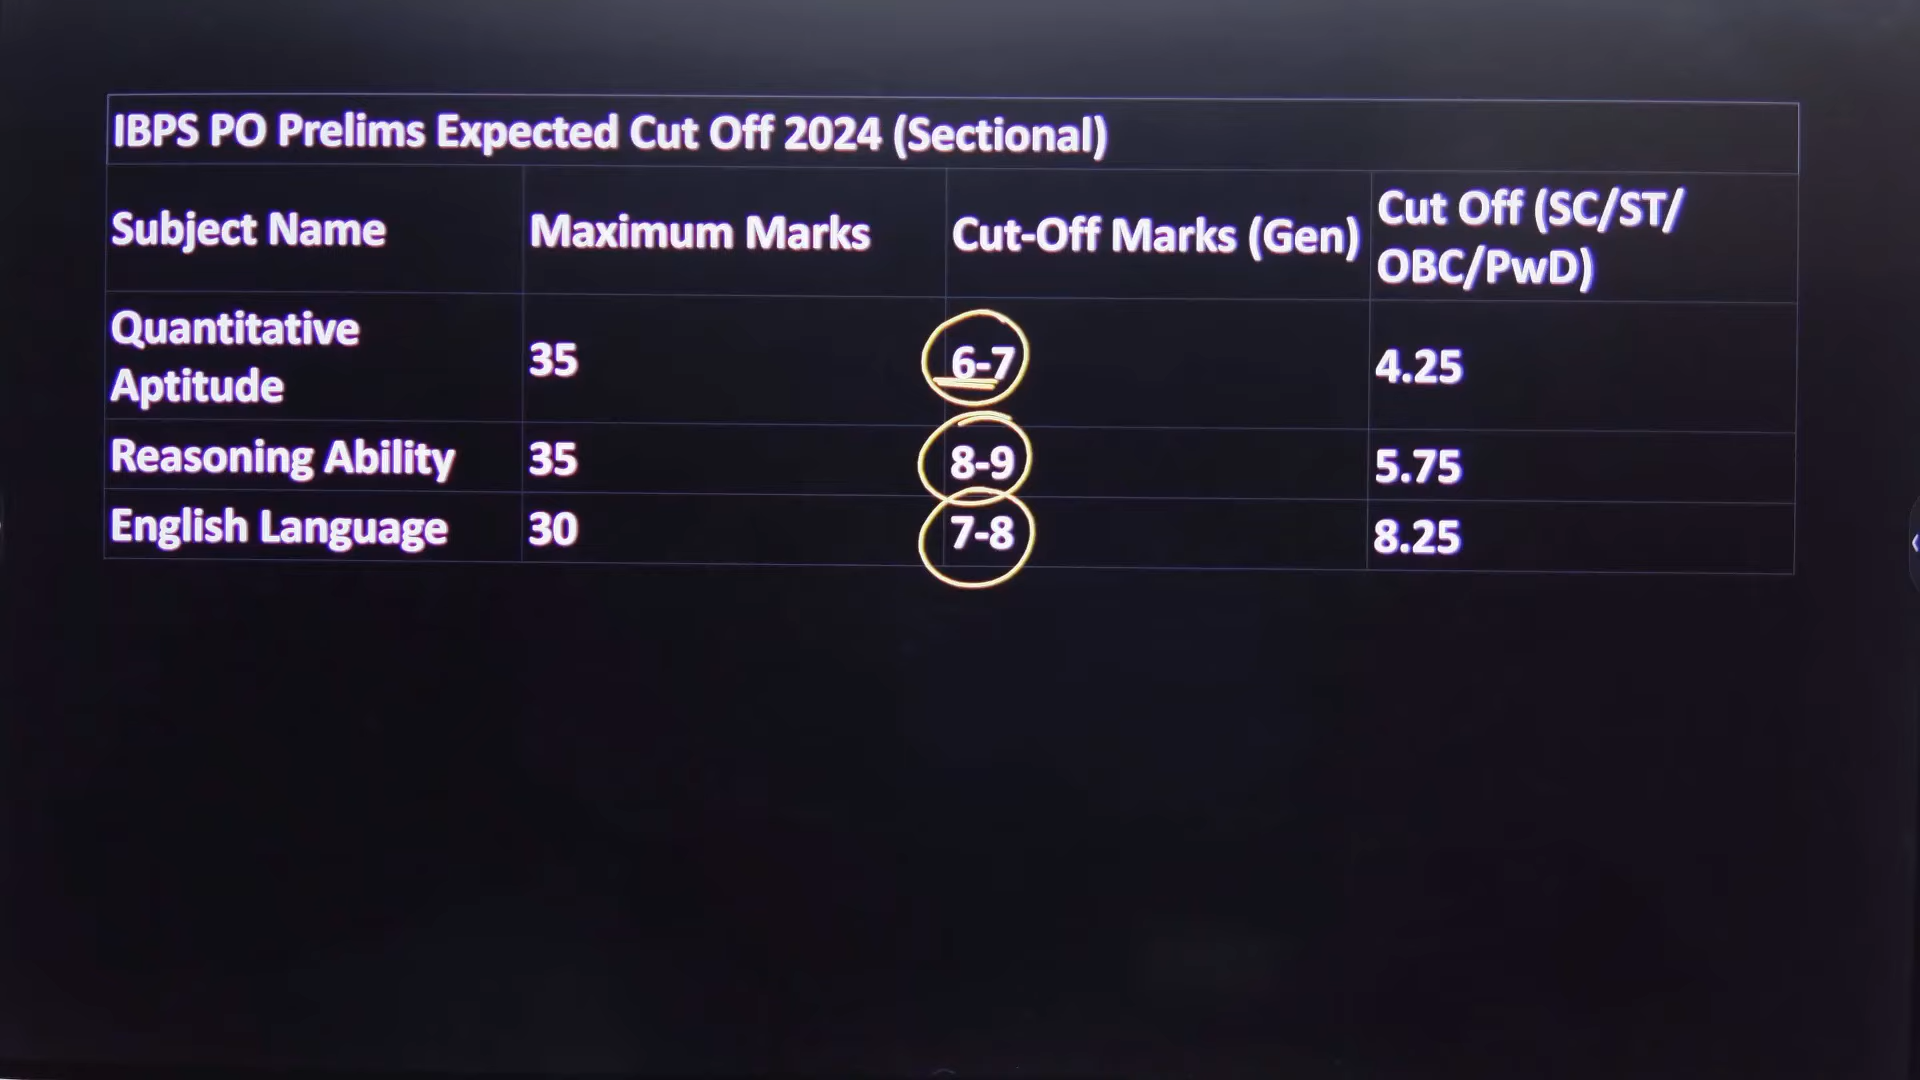 IBPS PO Prelims Expected Cut Off 2024 (Sectional)
Subject Name Maximum Marks Cut-Off Marks (Gen) Cut Off (SC/ST/
OBC/PwD)
Quantitative
Aptitude 35 6-7 4.25
Reasoning Ability 35 8-9 5.75
English Language 30 7-8 8.25